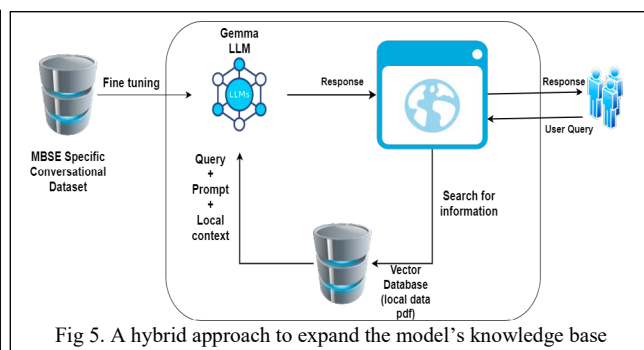 Gemma
LLM
Fine tuning
LLMs
Response
Response
User Query
MBSE Specific
Conversational
Dataset
Query
+
Prompt
+
Local
context
Search for
information
Vector
Database
(local data
pdf)
Fig 5. A hybrid approach to expand the model's knowledge base